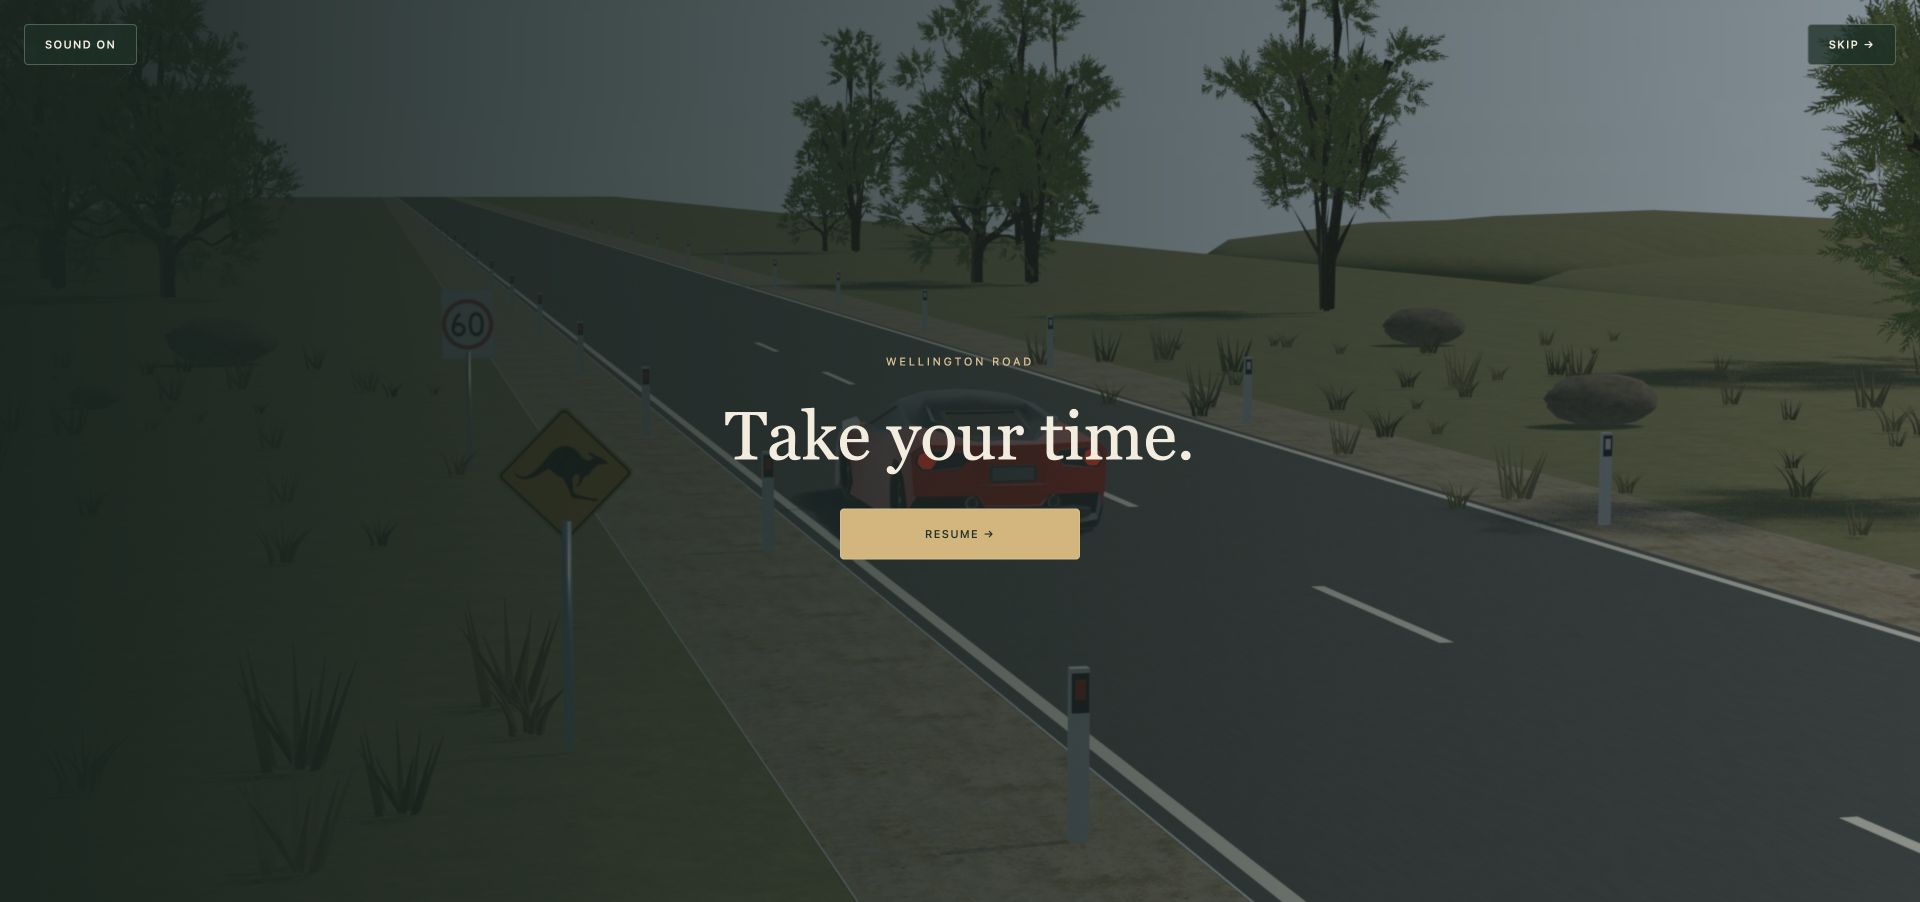 SOUND ON
SKIP →
60
WELLINGTON ROAD
Take your time.
RESUME →